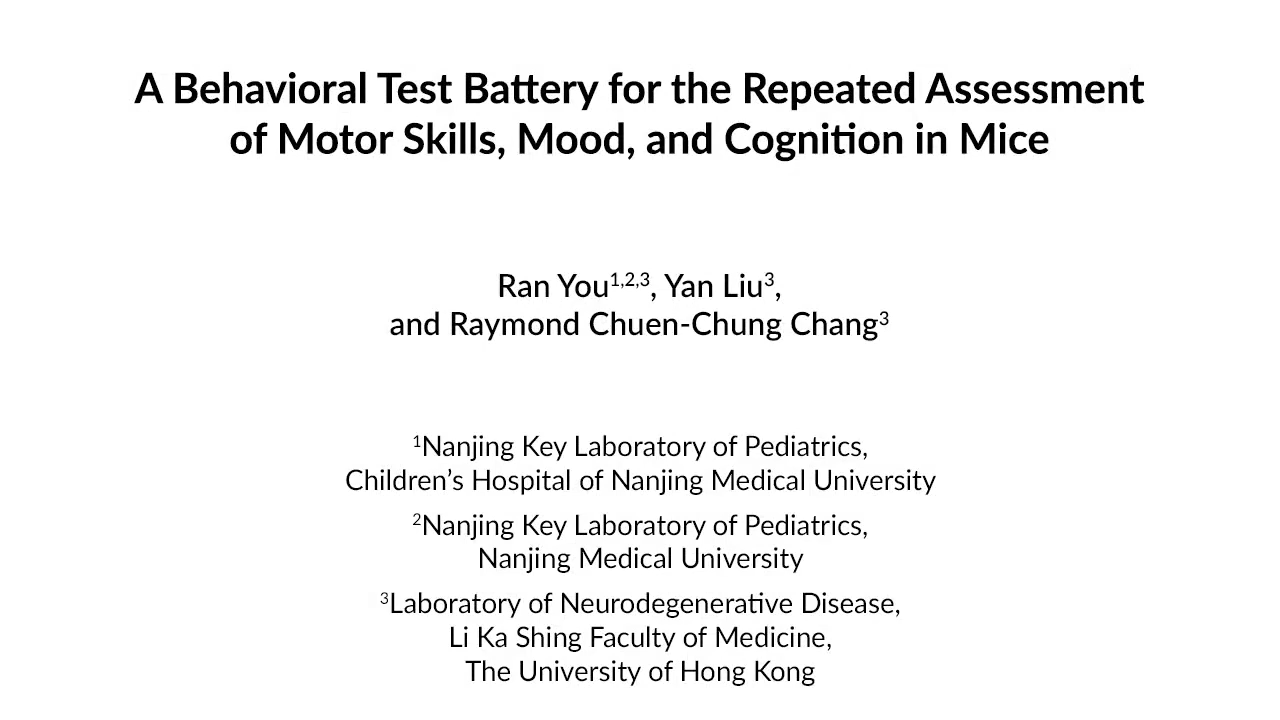 A Behavioral Test Battery for the Repeated Assessment
of Motor Skills, Mood, and Cognition in Mice
Ran You1,2,3, Yan Liu3,
and Raymond Chuen-Chung Chang3
1Nanjing Key Laboratory of Pediatrics,
Children’s Hospital of Nanjing Medical University
2Nanjing Key Laboratory of Pediatrics,
Nanjing Medical University
3Laboratory of Neurodegenerative Disease,
Li Ka Shing Faculty of Medicine,
The University of Hong Kong